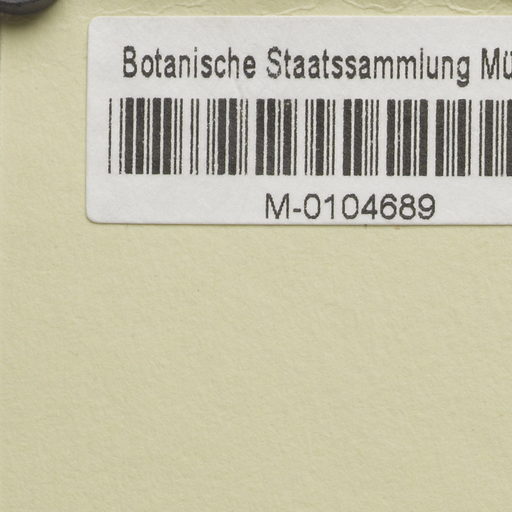 Botanische Staatssammlung Mü
M-0104689